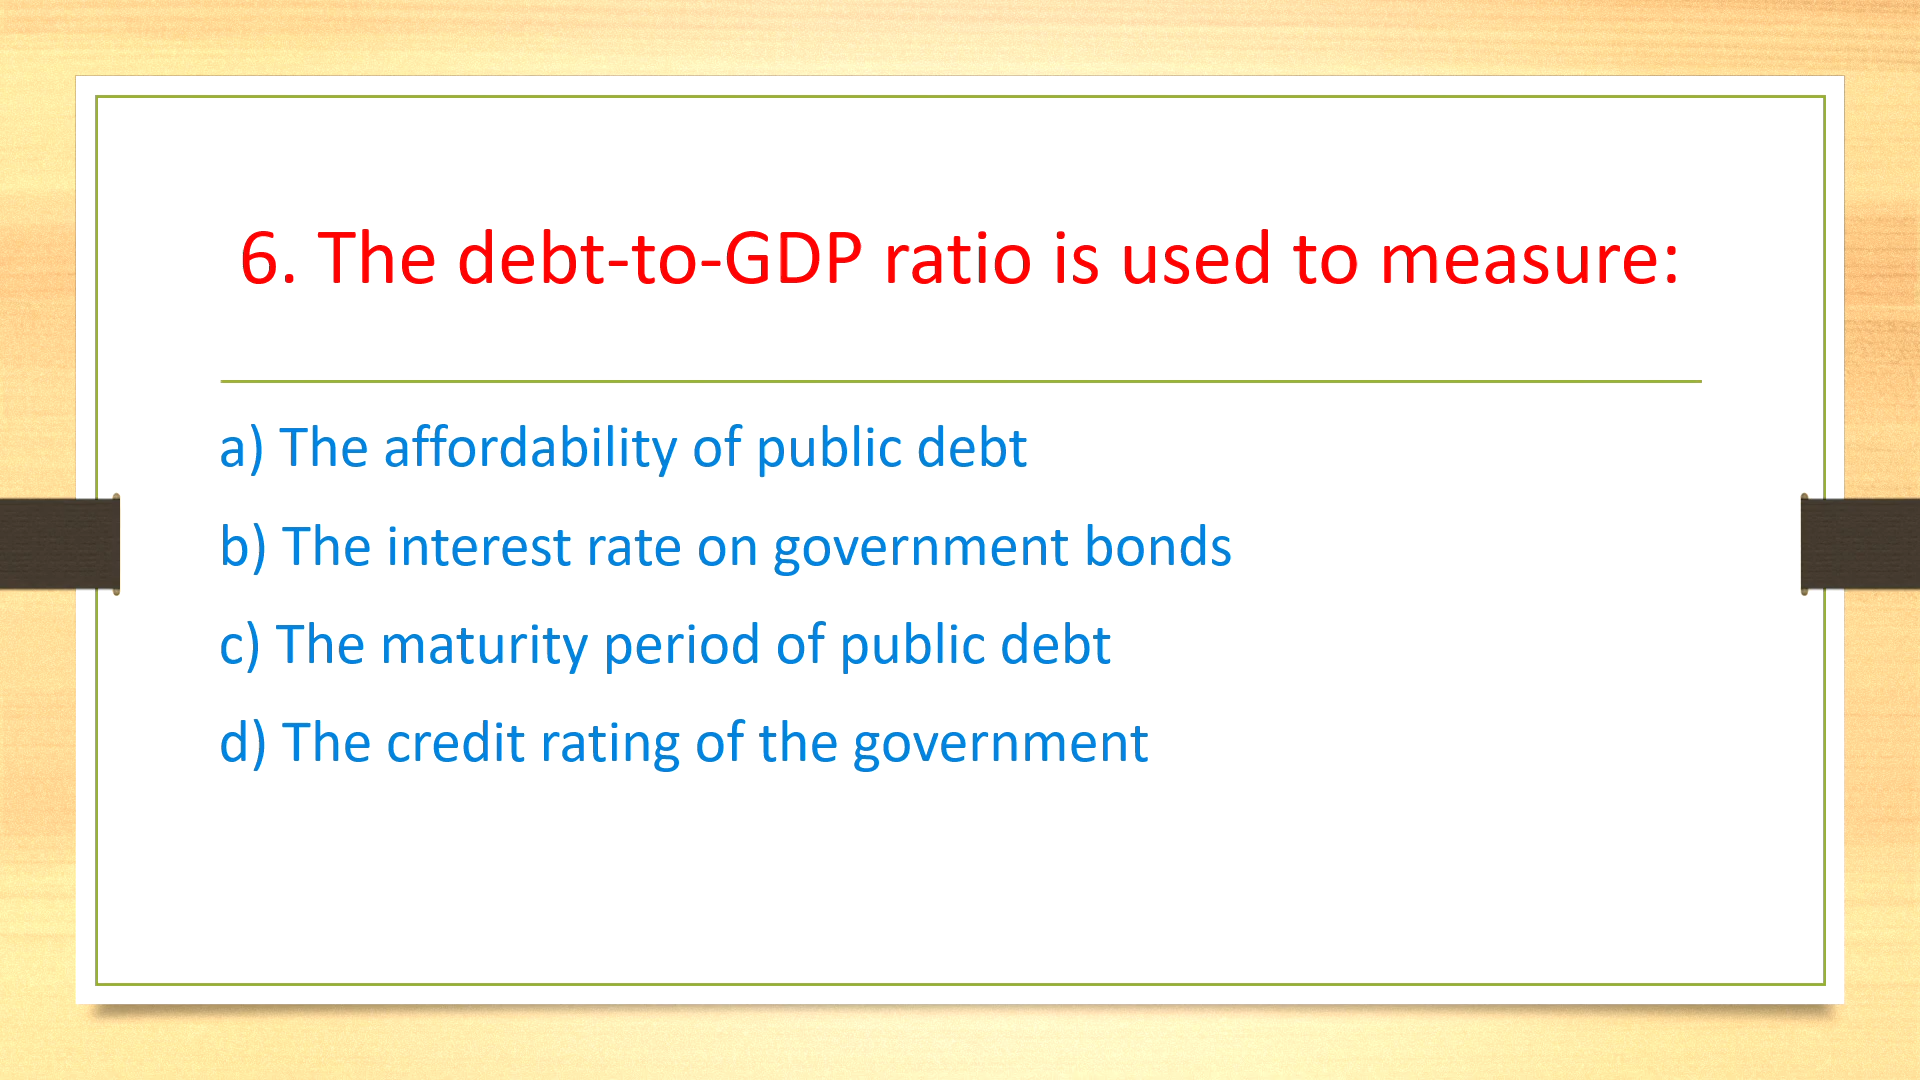 6. The debt-to-GDP ratio is used to measure:
a) The affordability of public debt
b) The interest rate on government bonds
c) The maturity period of public debt
d) The credit rating of the government